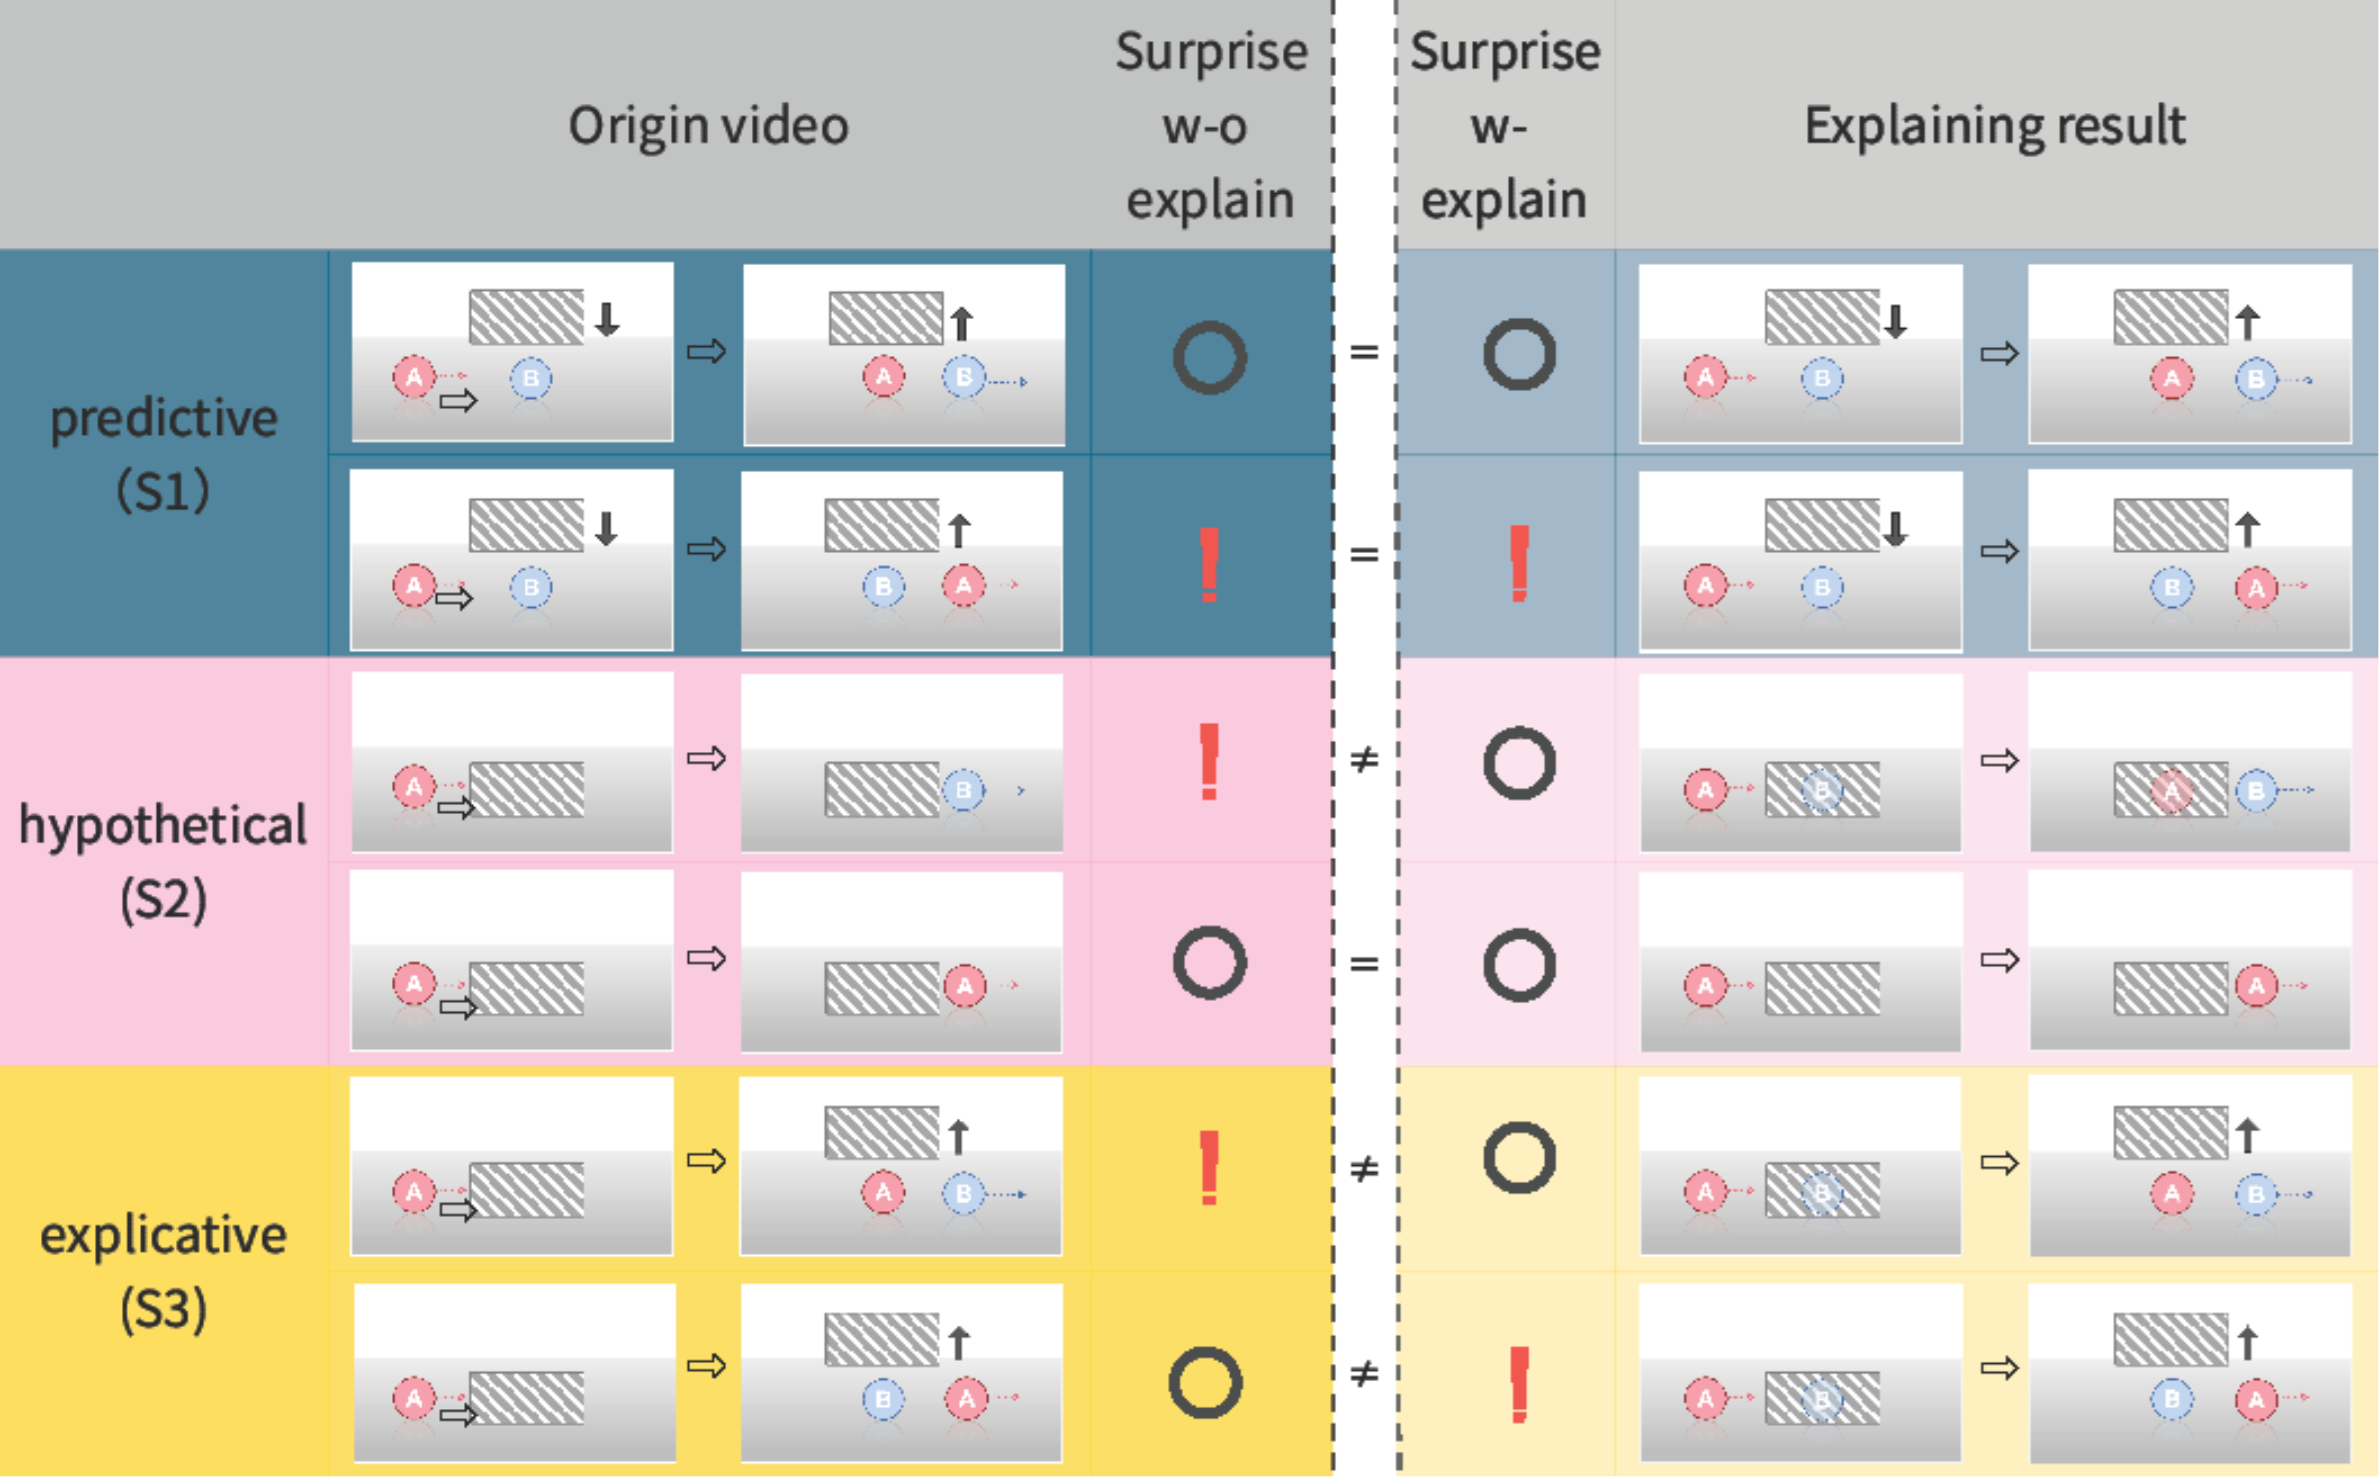 Origin video
Surprise
w-o
explain
Surprise
w-
explain
Explaining result
predictive
(S1)
A B A B
=
A B A B
A B B A
!
=
!
A B B A
hypothetical
(S2)
A B
!
≠
A B A B
A A
=
A A
explicative
(S3)
A A B
!
≠
A B A B
A B A
≠
!
A B B A